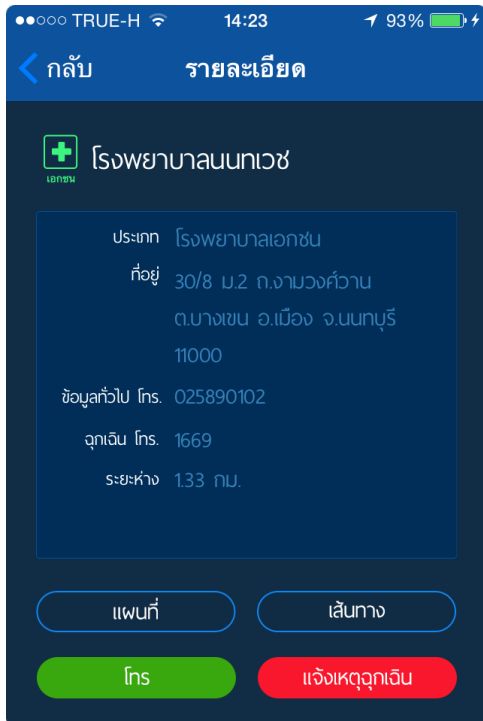 TRUE-H 14:23 93%
กลับ รายละเอียด
โรงพยาบาลนนทเวช
เอกชน
ประเภท โรงพยาบาลเอกชน
ที่อยู่ 30/8 ม.2 ถ.งามวงศ์วาน
ต.บางเขน อ.เมือง จ.นนทบุรี
11000
ข้อมูลทั่วไป โทร. 025890102
ฉุกเฉิน โทร. 1669
ระยะห่าง 1.33 กม.
แผนที่ เส้นทาง
โทร แจ้งเหตุฉุกเฉิน